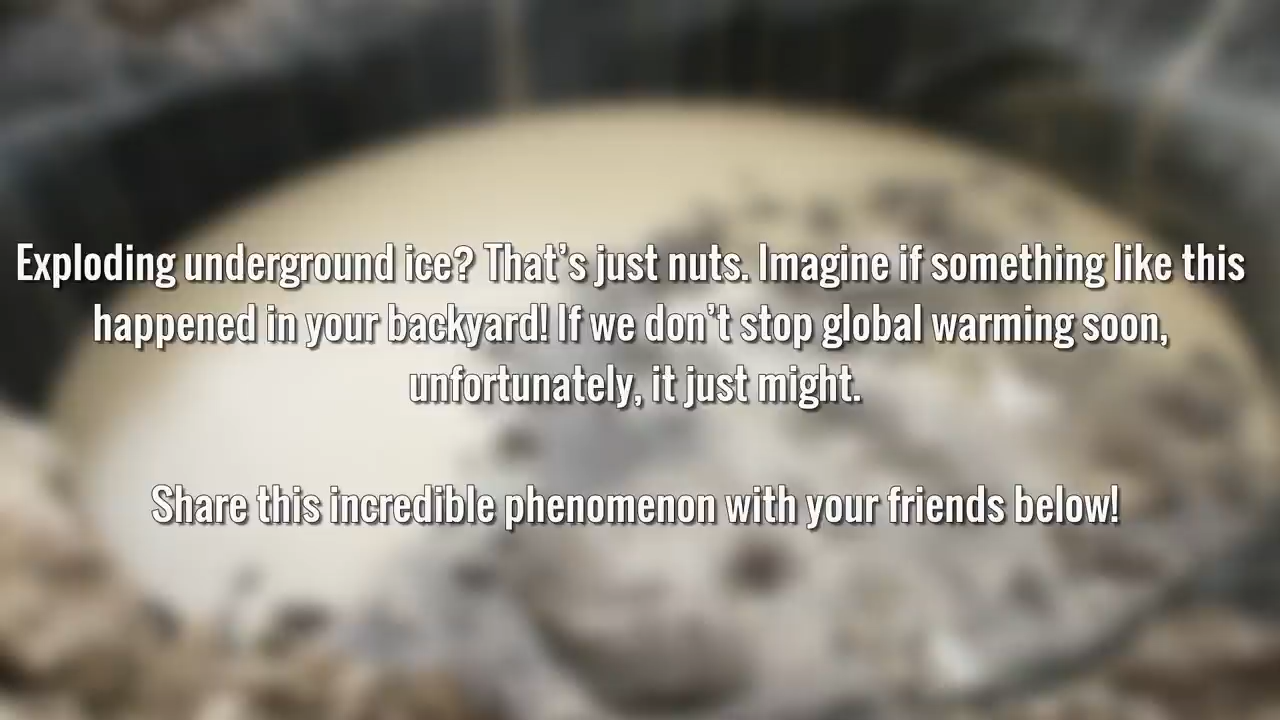 Exploding underground ice? That’s just nuts. Imagine if something like this
happened in your backyard! If we don’t stop global warming soon,
unfortunately, it just might.
Share this incredible phenomenon with your friends below!